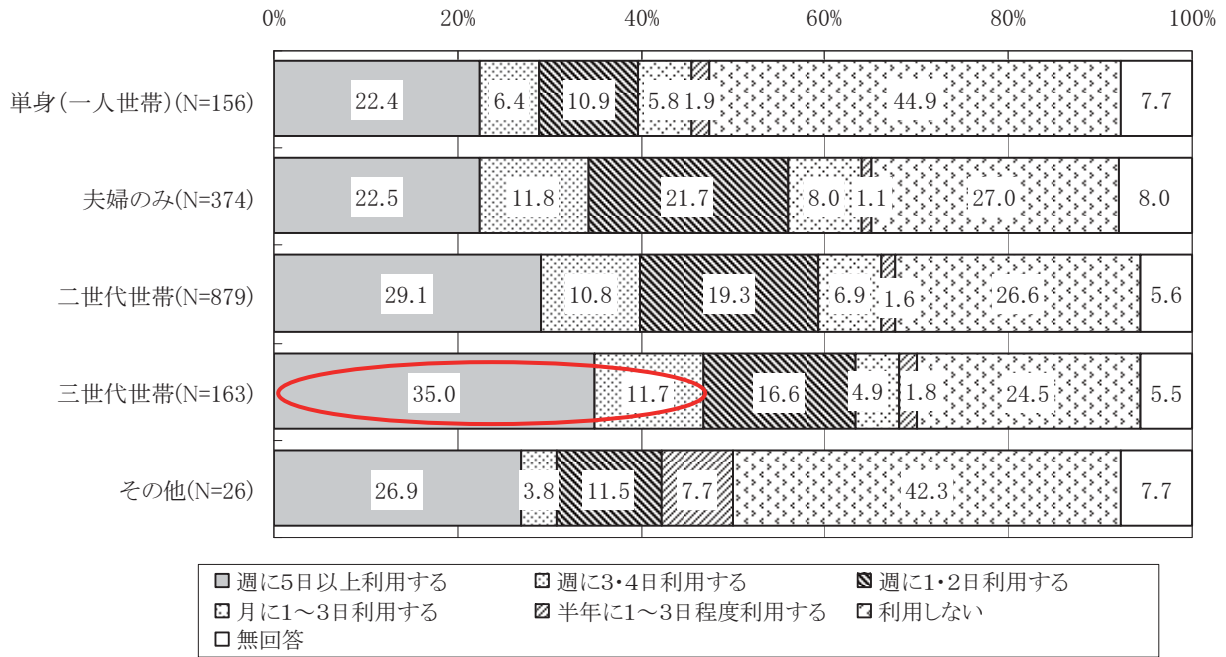 0% 20% 40% 60% 80% 100%
単身(一人世帯)(N=156) 22.4 6.4 10.9 5.8 1.9 44.9 7.7
夫婦のみ(N=374) 22.5 11.8 21.7 8.0 1.1 27.0 8.0
二世代世帯(N=879) 29.1 10.8 19.3 6.9 1.6 26.6 5.6
三世代世帯(N=163) 35.0 11.7 16.6 4.9 1.8 24.5 5.5
その他(N=26) 26.9 3.8 11.5 7.7 42.3 7.7
週に5日以上利用する 週に3・4日利用する 週に1・2日利用する
月に1～3日利用する 半年に1～3日程度利用する 利用しない
無回答